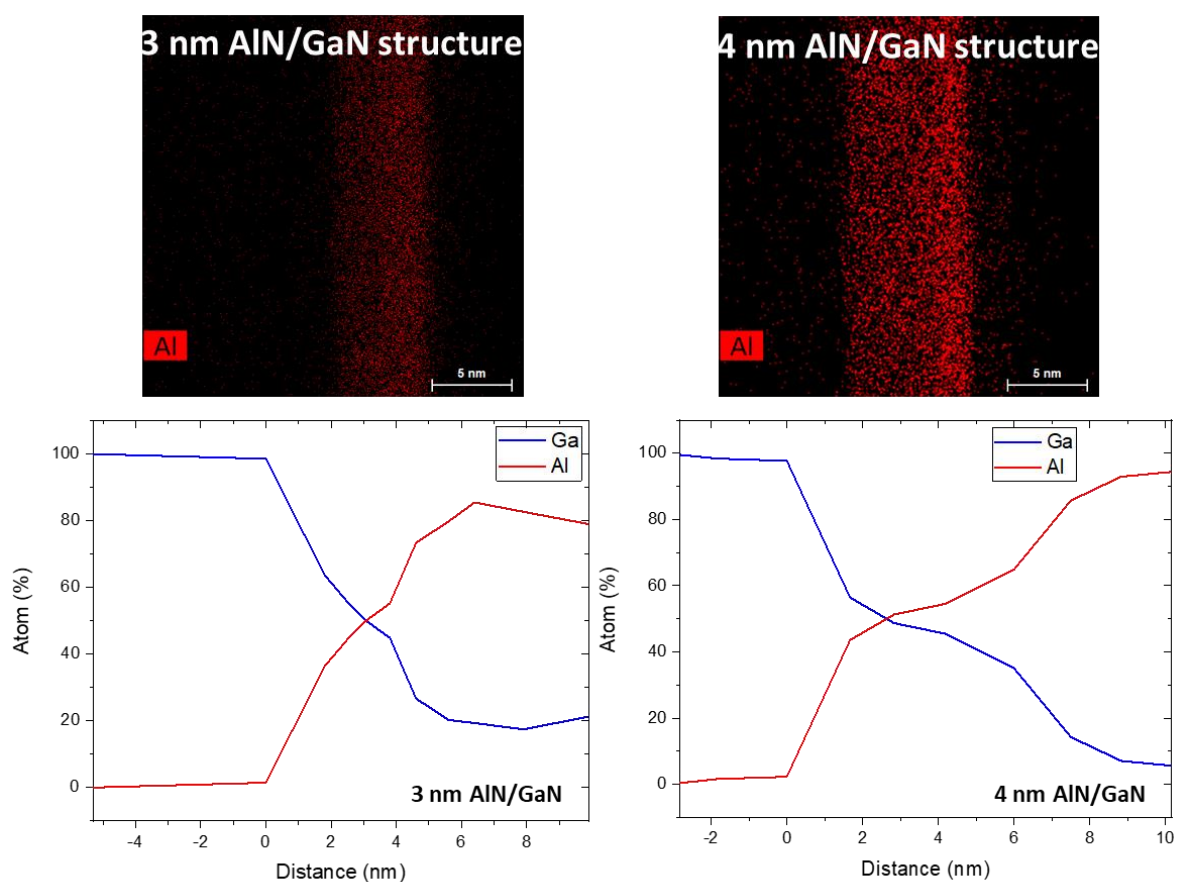 3 nm AlN/GaN structure
Al
5 nm
4 nm AlN/GaN structure
Al
5 nm
Ga
Al
100
80
60
40
20
0
Atom (%)
-4
-2
0
2
4
6
8
Distance (nm)
3 nm AlN/GaN
Ga
Al
100
80
60
40
20
0
Atom (%)
-2
0
2
4
6
8
10
Distance (nm)
4 nm AlN/GaN